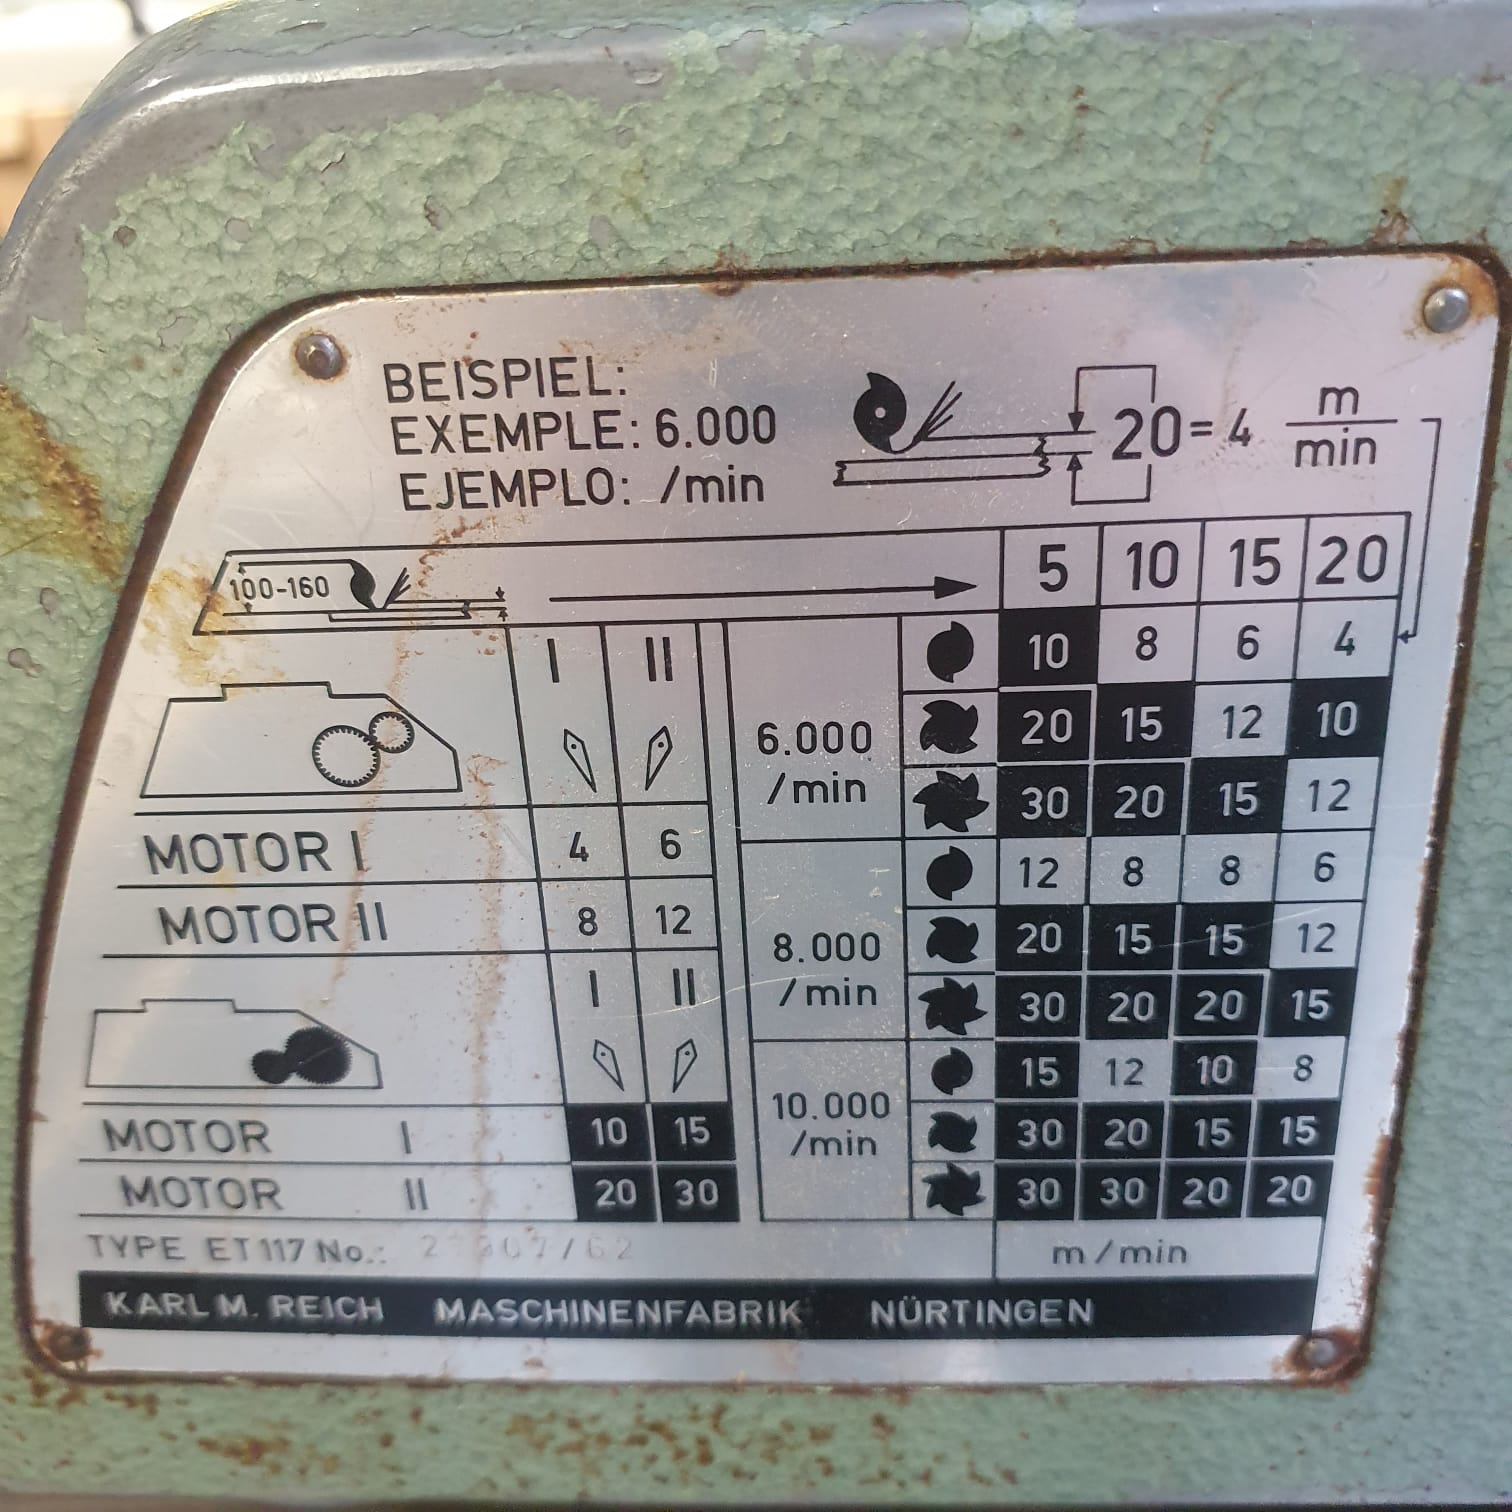 BEISPIEL:
EXEMPLE: 6.000
EJEMPLO: /min
20 = 4 m/min
100-160
5 10 15 20
I II
6.000 /min
10 8 6 4
20 15 12 10
30 20 15 12
MOTOR I 4 6
MOTOR II 8 12
8.000 /min
12 8 8 6
20 15 15 12
30 20 20 15
I II
10.000 /min
15 12 10 8
30 20 15 15
30 30 20 20
MOTOR I 10 15
MOTOR II 20 30
TYPE ET 117 No.:
m/min
KARL M. REICH MASCHINENFABRIK NÜRTINGEN